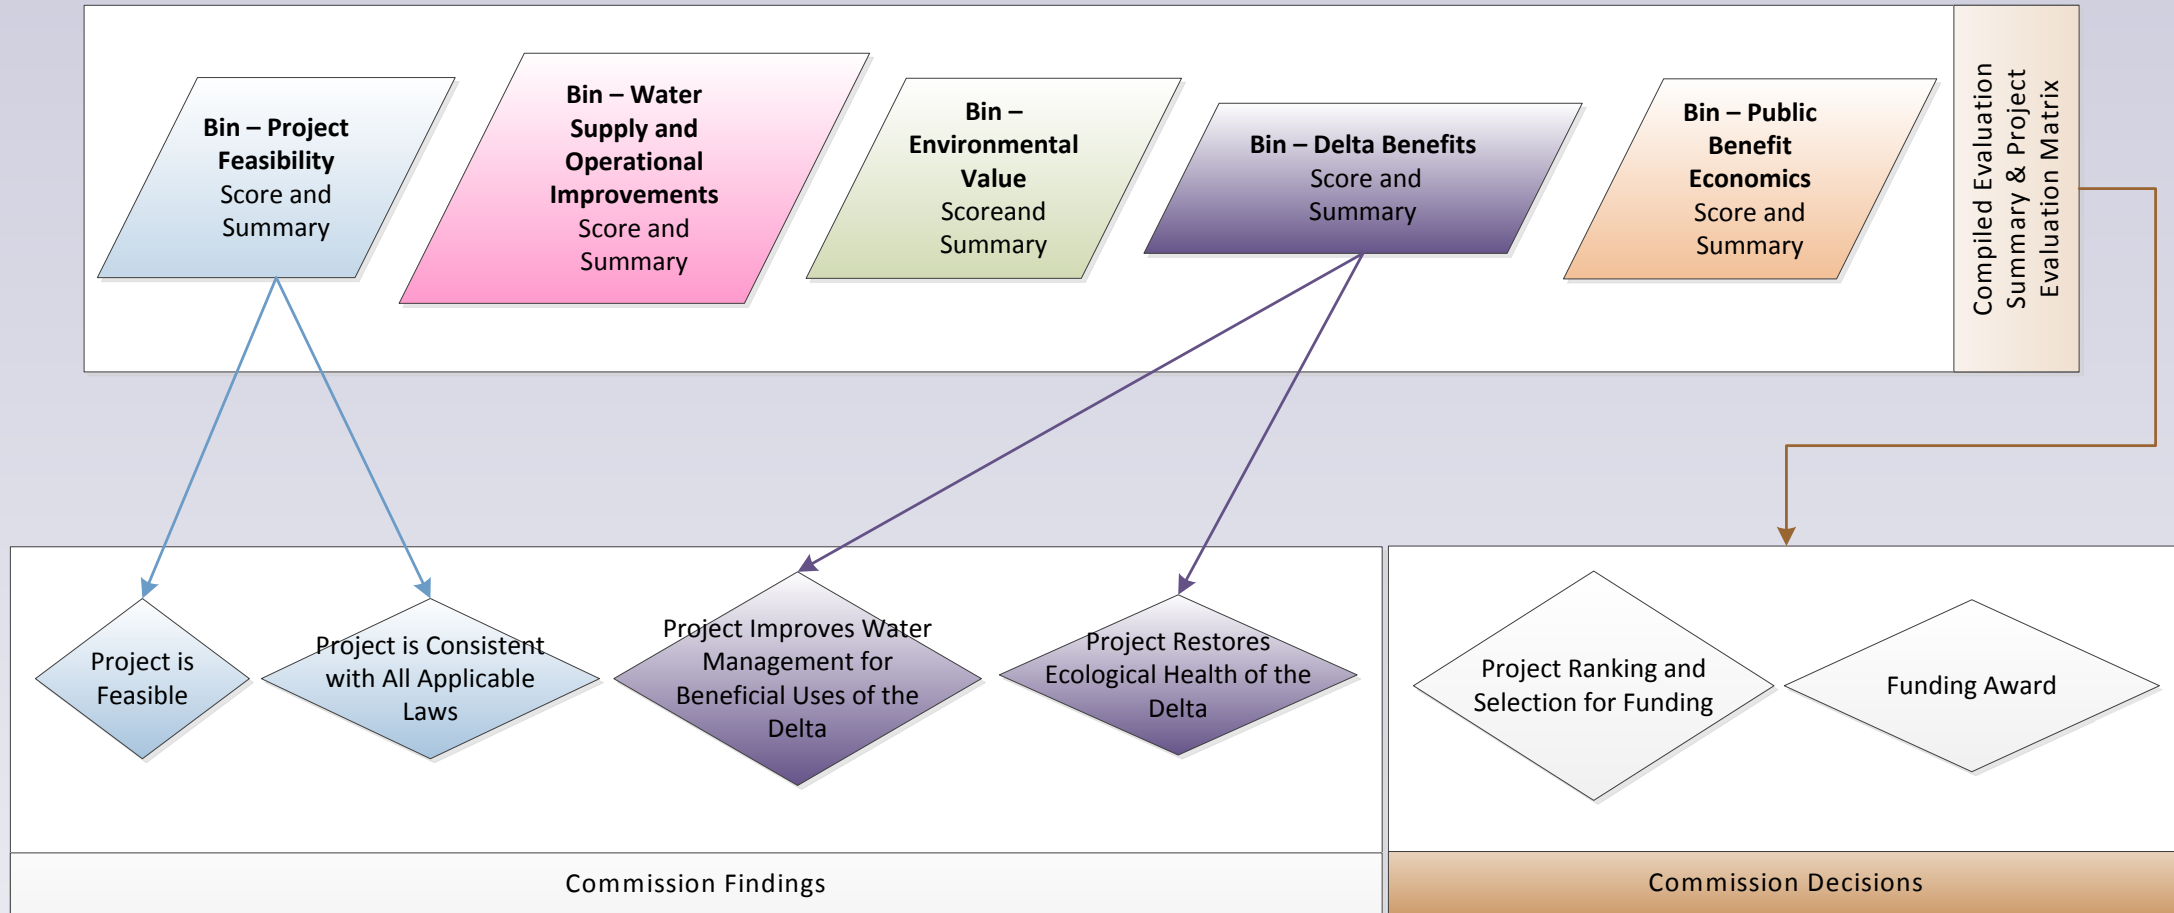 Bin – Project
Feasibility
Score and
Summary
Bin – Water
Supply and
Operational
Improvements
Score and
Summary
Bin –
Environmental
Value
Scoreand
Summary
Bin – Delta Benefits
Score and
Summary
Bin – Public
Benefit
Economics
Score and
Summary
Compiled Evaluation
Summary & Project
Evaluation Matrix
Project is
Feasible
Project is Consistent
with All Applicable
Laws
Project Improves Water
Management for
Beneficial Uses of the
Delta
Project Restores
Ecological Health of the
Delta
Project Ranking and
Selection for Funding
Funding Award
Commission Findings
Commission Decisions